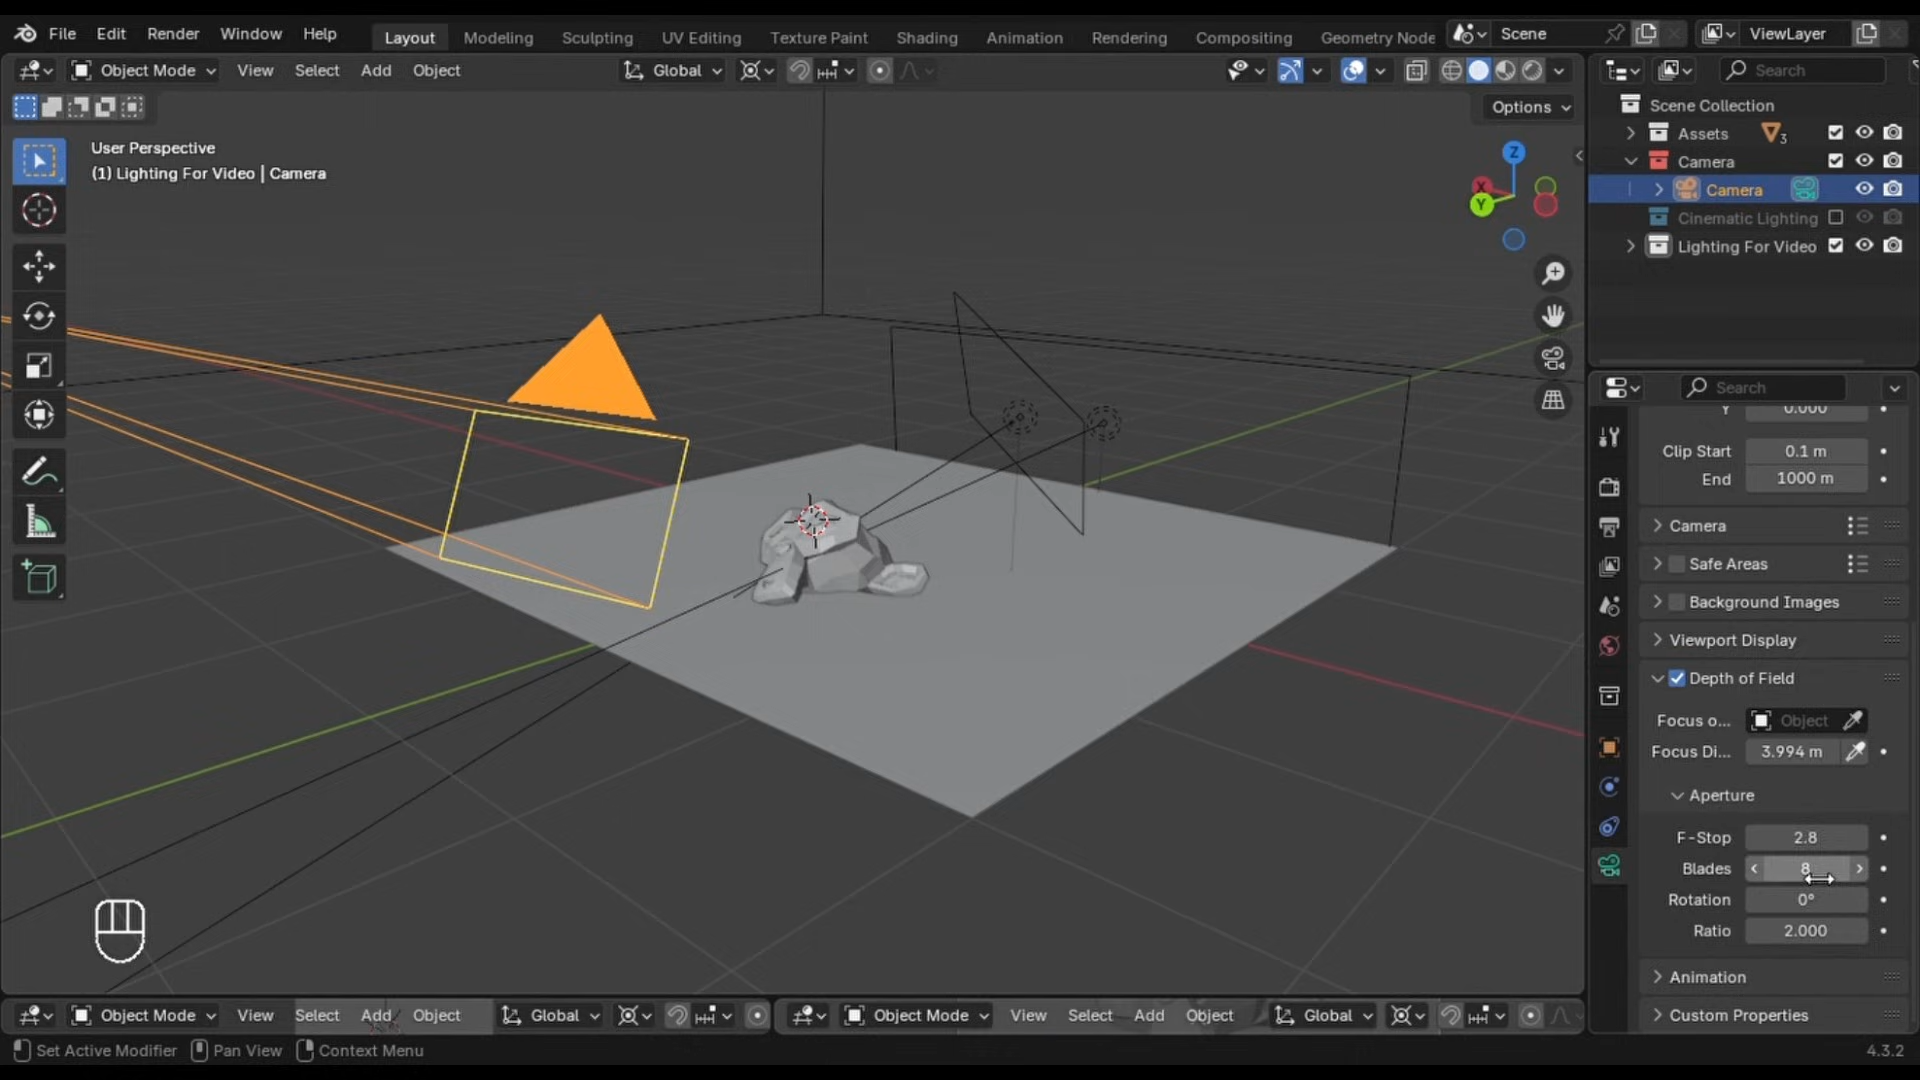 File Edit Render Window Help Layout Modeling Sculpting UV Editing Texture Paint Shading Animation Rendering Compositing Geometry Node Scene ViewLayer
Object Mode View Select Add Object Global Search
Options
User Perspective
(1) Lighting For Video | Camera
Z
X
Y
Scene Collection
Assets 3
Camera
Camera
Cinematic Lighting
Lighting For Video
Search
Y 0.000
Clip Start 0.1 m
End 1000 m
Camera
Safe Areas
Background Images
Viewport Display
Depth of Field
Focus o... Object
Focus Di... 3.994 m
Aperture
F-Stop 2.8
Blades 8
Rotation 0°
Ratio 2.000
Animation
Custom Properties
Object Mode View Select Add Object Global Object Mode View Select Add Object Global
Set Active Modifier Pan View Context Menu 4.3.2